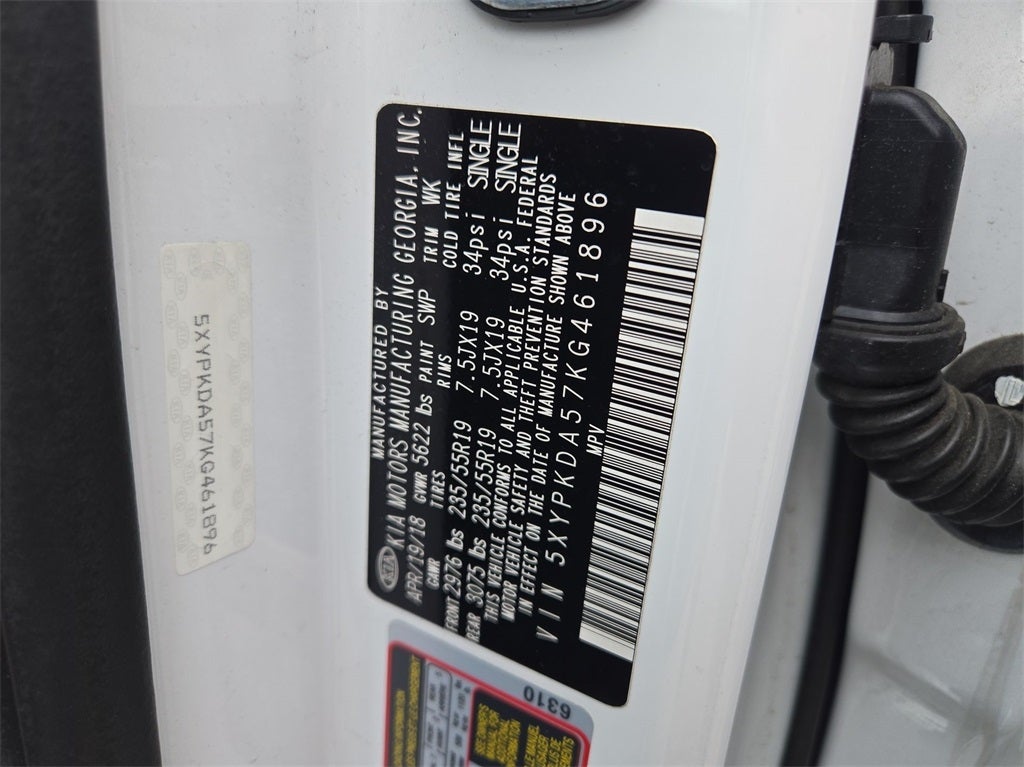 5XYPKDA57KG461896
MANUFACTURED BY
KIA KIA MOTORS MANUFACTURING GEORGIA, INC.
APR/19/18 GVWR 5622 lbs PAINT SWP TRIM WK
GAWR TIRES RIMS COLD TIRE INFL
FRONT 2976 lbs 235/55R19 7.5JX19 34psi SINGLE
REAR 3075 lbs 235/55R19 7.5JX19 34psi SINGLE
THIS VEHICLE CONFORMS TO ALL APPLICABLE U.S.A. FEDERAL
MOTOR VEHICLE SAFETY AND THEFT PREVENTION STANDARDS
IN EFFECT ON THE DATE OF MANUFACTURE SHOWN ABOVE
VIN 5XYPKDA57KG461896
MPV
6310